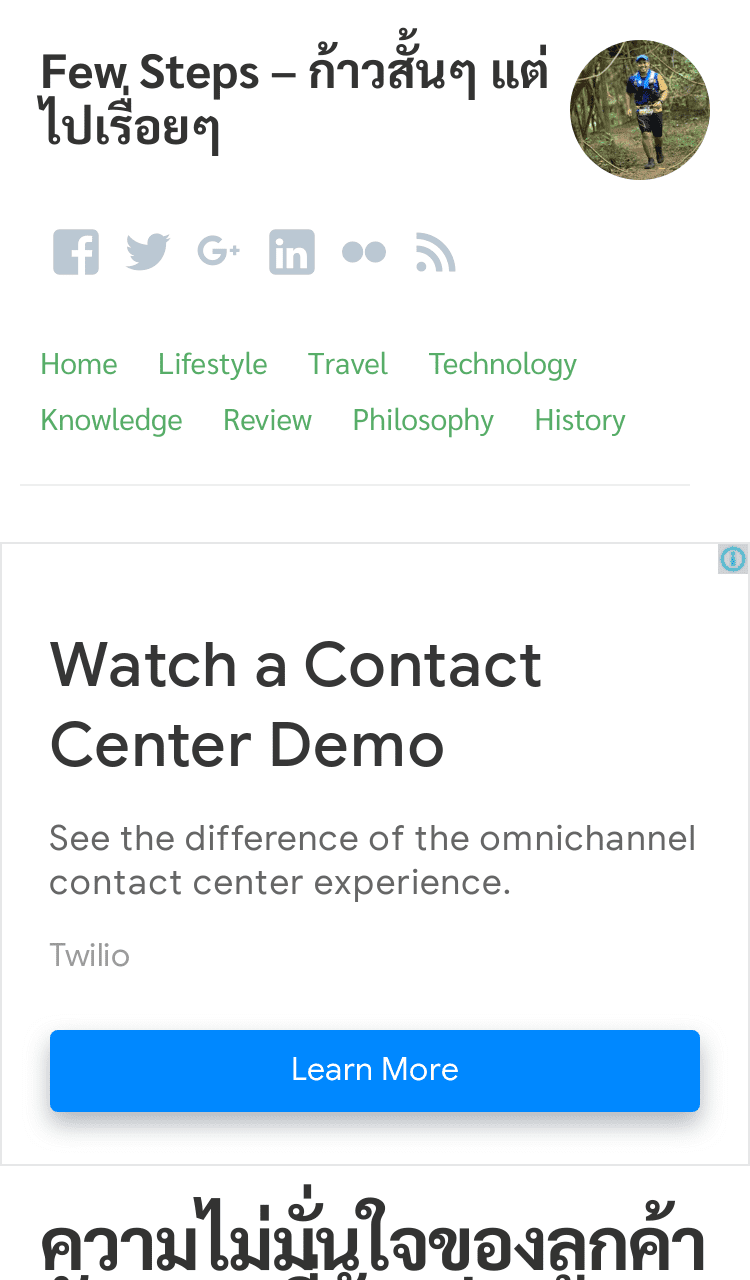 Few Steps – ก้าวสั้นๆ แต่
ไปเรื่อยๆ
Home Lifestyle Travel Technology
Knowledge Review Philosophy History
Watch a Contact
Center Demo
See the difference of the omnichannel
contact center experience.
Twilio
Learn More
ความไม่มั่นใจของลูกค้า